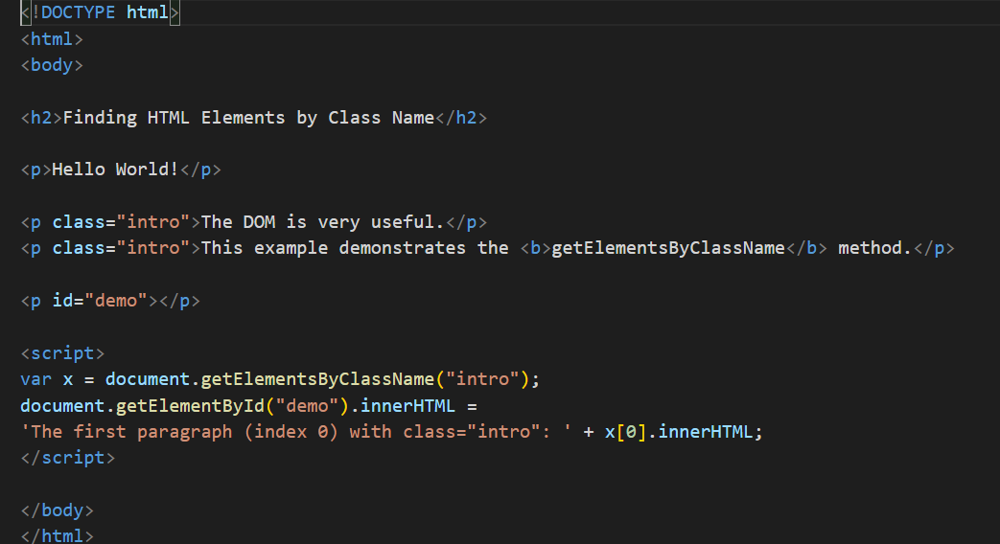 <!DOCTYPE html>
<html>
<body>
<h2>Finding HTML Elements by Class Name</h2>
<p>Hello World!</p>
<p class="intro">The DOM is very useful.</p>
<p class="intro">This example demonstrates the <b>getElementsByClassName</b> method.</p>
<p id="demo"></p>
<script>
var x = document.getElementsByClassName("intro");
document.getElementById("demo").innerHTML =
'The first paragraph (index 0) with class="intro": ' + x[0].innerHTML;
</script>
</body>
</html>